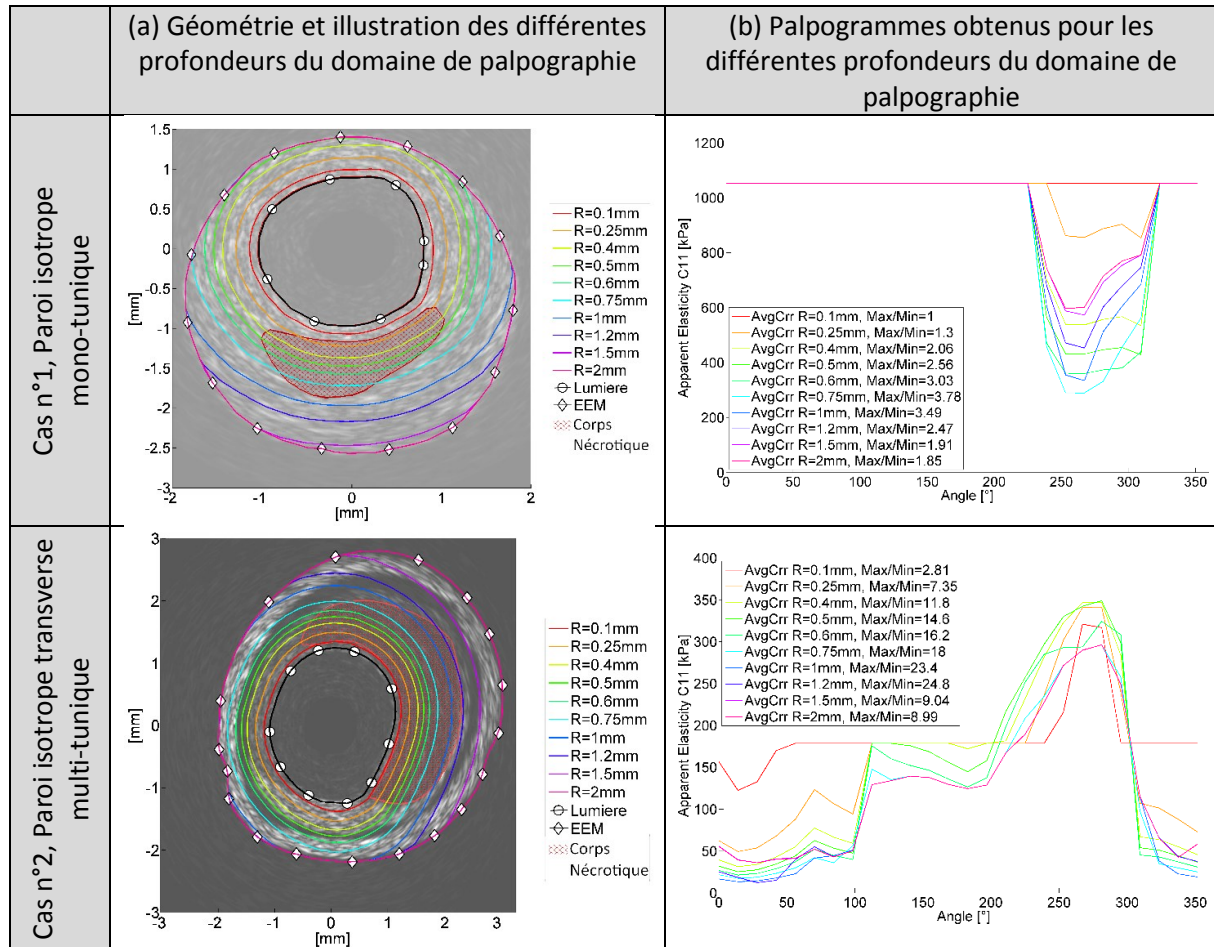 (a) Géométrie et illustration des différentes
profondeurs du domaine de palpographie
(b) Palpogrammes obtenus pour les
différentes profondeurs du domaine de
palpographie
Cas n°1, Paroi isotrope
mono-tunique
1.5
1
0.5
0
-0.5
-1
-1.5
-2
-2.5
-3
[mm]
-2
-1
0
1
2
[mm]
R=0.1mm
R=0.25mm
R=0.4mm
R=0.5mm
R=0.6mm
R=0.75mm
R=1mm
R=1.2mm
R=1.5mm
R=2mm
Lumiere
EEM
Corps
Nécrotique
1200
1000
800
600
400
200
0
Apparent Elasticity C11 [kPa]
AvgCrr R=0.1mm, Max/Min=1
AvgCrr R=0.25mm, Max/Min=1.3
AvgCrr R=0.4mm, Max/Min=2.06
AvgCrr R=0.5mm, Max/Min=2.56
AvgCrr R=0.6mm, Max/Min=3.03
AvgCrr R=0.75mm, Max/Min=3.78
AvgCrr R=1mm, Max/Min=3.49
AvgCrr R=1.2mm, Max/Min=2.47
AvgCrr R=1.5mm, Max/Min=1.91
AvgCrr R=2mm, Max/Min=1.85
0
50
100
150
200
250
300
350
Angle [°]
Cas n°2, Paroi isotrope transverse
multi-tunique
3
2
1
0
-1
-2
-3
[mm]
-3
-2
-1
0
1
2
3
[mm]
R=0.1mm
R=0.25mm
R=0.4mm
R=0.5mm
R=0.6mm
R=0.75mm
R=1mm
R=1.2mm
R=1.5mm
R=2mm
Lumiere
EEM
Corps
Nécrotique
400
350
300
250
200
150
100
50
0
Apparent Elasticity C11 [kPa]
AvgCrr R=0.1mm, Max/Min=2.81
AvgCrr R=0.25mm, Max/Min=7.35
AvgCrr R=0.4mm, Max/Min=11.8
AvgCrr R=0.5mm, Max/Min=14.6
AvgCrr R=0.6mm, Max/Min=16.2
AvgCrr R=0.75mm, Max/Min=18
AvgCrr R=1mm, Max/Min=23.4
AvgCrr R=1.2mm, Max/Min=24.8
AvgCrr R=1.5mm, Max/Min=9.04
AvgCrr R=2mm, Max/Min=8.99
0
50
100
150
200
250
300
350
Angle [°]